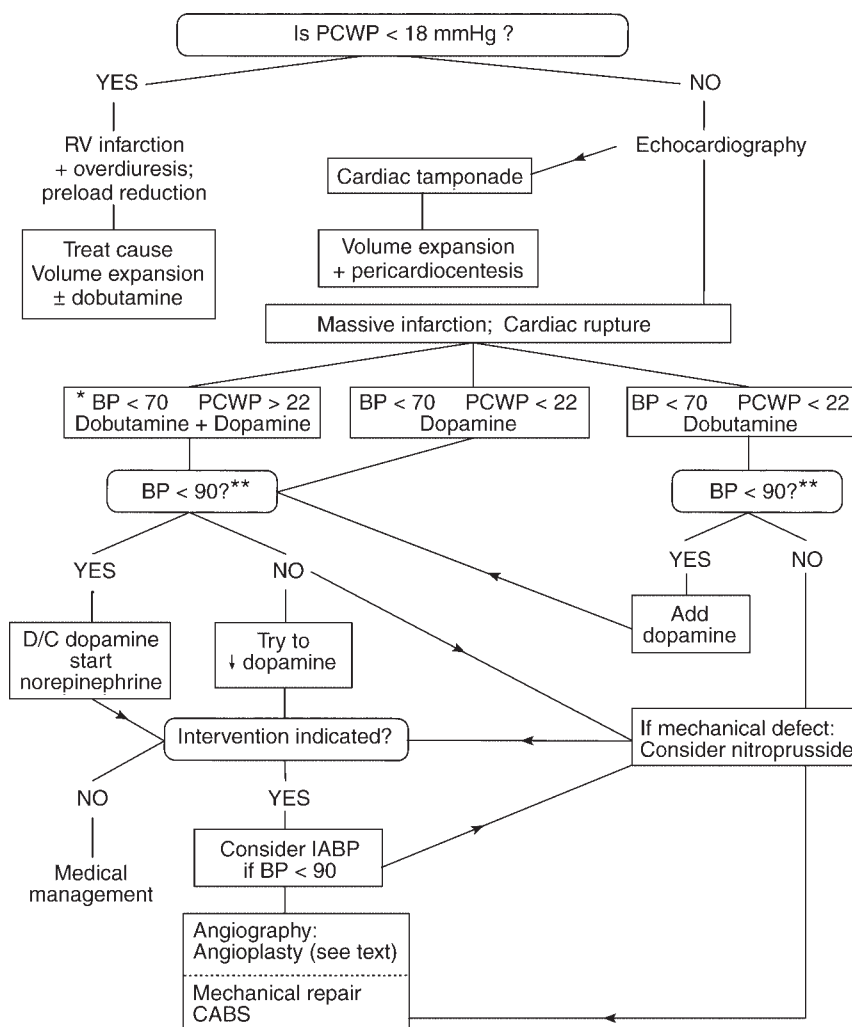 Is PCWP < 18 mmHg ?
YES
NO
RV infarction
+ overdiuresis;
preload reduction
Echocardiography
Cardiac tamponade
Treat cause
Volume expansion
± dobutamine
Volume expansion
+ pericardiocentesis
Massive infarction; Cardiac rupture
* BP < 70 PCWP > 22
Dobutamine + Dopamine
BP < 70 PCWP < 22
Dopamine
BP < 70 PCWP < 22
Dobutamine
BP < 90?**
BP < 90?**
YES
NO
YES
NO
D/C dopamine
start
norepinephrine
Try to
↓ dopamine
Add
dopamine
Intervention indicated?
If mechanical defect:
Consider nitroprusside
NO
YES
Medical
management
Consider IABP
if BP < 90
Angiography:
Angioplasty (see text)
Mechanical repair
CABS